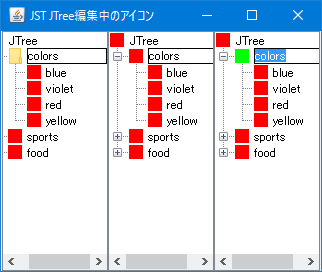 JST JTree編集中のアイコン
JTree
colors
blue
violet
red
yellow
sports
food
JTree
colors
blue
violet
red
yellow
sports
food
JTree
colors
blue
violet
red
yellow
sports
food